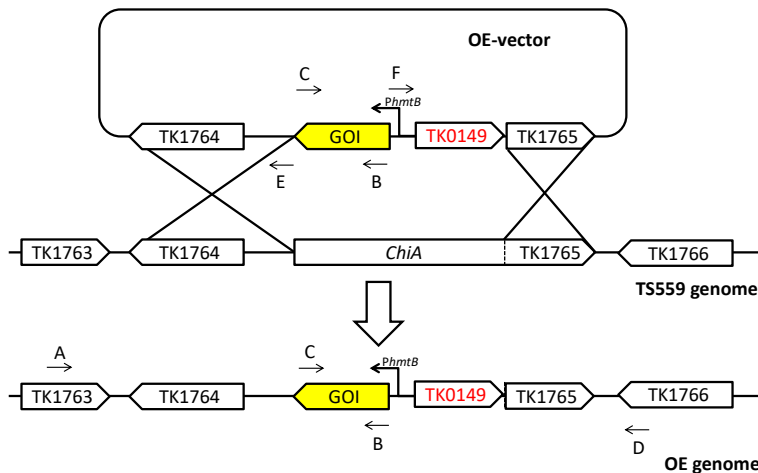 OE-vector
C
F
PhmtB
TK1764
GOI
TK0149
TK1765
E
B
TK1763
TK1764
ChiA
TK1765
TK1766
TS559 genome
A
C
PhmtB
TK1763
TK1764
GOI
TK0149
TK1765
TK1766
B
D
OE genome